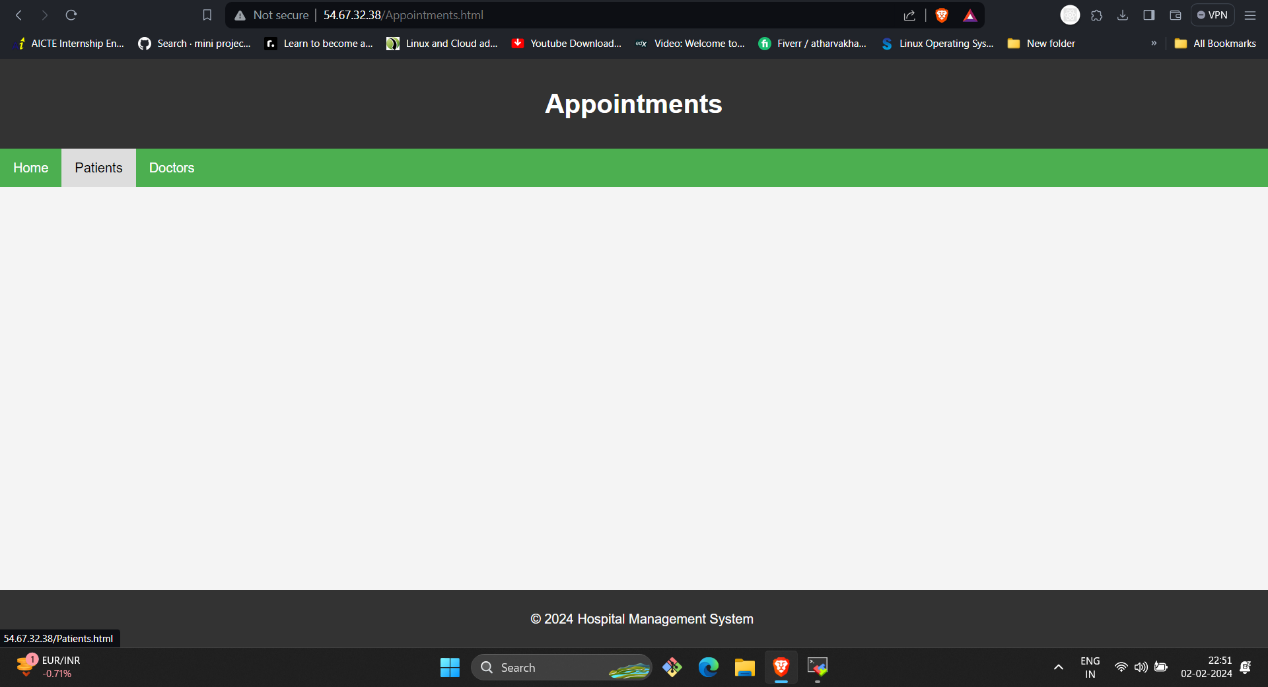 Not secure 54.67.32.38/Appointments.html VPN
AICTE Internship En... Search · mini projec... Learn to become a... Linux and Cloud ad... Youtube Download... Video: Welcome to... Fiverr / atharvakha... Linux Operating Sys... New folder » All Bookmarks
Appointments
Home Patients Doctors
© 2024 Hospital Management System
54.67.32.38/Patients.html
1 EUR/INR
-0.71%
Search
ENG
IN
22:51
02-02-2024